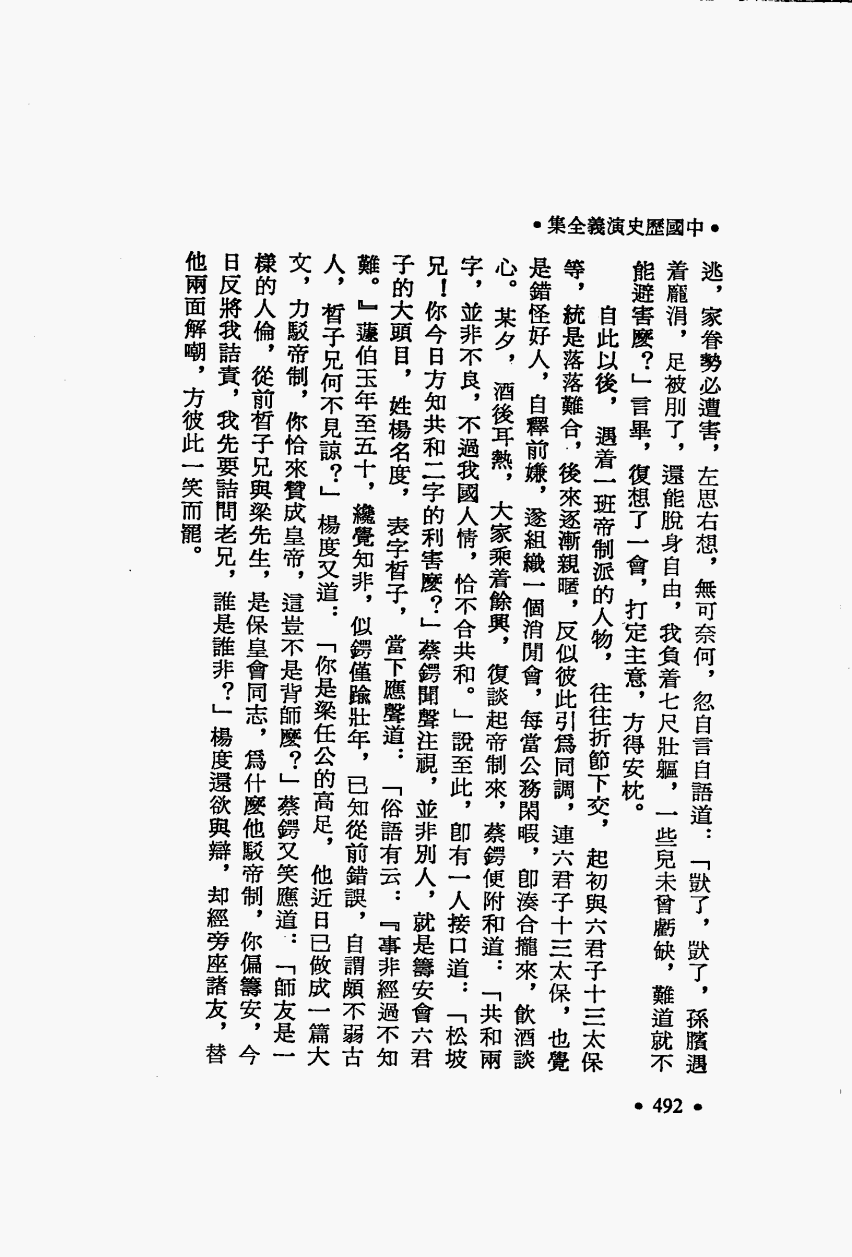 •集全義演史歷國中•
逃，家眷勢必遭害，左思右想，無可奈何，忽自言自語道：「獃了，獃了，孫臏遇
着龐涓，足被刖了，還能脫身自由，我負着七尺壯軀，一些兒未曾虧缺，難道就不
能避害麼？」言畢，復想了一會，打定主意，方得安枕。
自此以後，遇着一班帝制派的人物，往往折節下交，起初與六君子十三太保
等，統是落落難合，後來逐漸親暱，反似彼此引爲同調，連六君子十三太保，也覺
是錯怪好人，自釋前嫌，遂組織一個消閒會，每當公務閑暇，卽湊合攏來，飲酒談
心。某夕，酒後耳熱，大家乘着餘興，復談起帝制來，蔡鍔便附和道：「共和兩
字，並非不良，不過我國人情，恰不合共和。」說至此，卽有一人接口道：「松坡
兄！你今日方知共和二字的利害麼？」蔡鍔聞聲注視，並非別人，就是籌安會六君
子的大頭目，姓楊名度，表字晳子，當下應聲道：「俗語有云：『事非經過不知
難。』蘧伯玉年至五十，纔覺知非，似鍔僅踰壯年，已知從前錯誤，自謂頗不弱古
人，晳子兄何不見諒？」楊度又道：「你是梁任公的高足，他近日已做成一篇大
文，力駁帝制，你恰來贊成皇帝，這豈不是背師麼？」蔡鍔又笑應道：「師友是一
樣的人倫，從前晳子兄與梁先生，是保皇會同志，爲什麼他駁帝制，你偏籌安，今
日反將我詰責，我先要詰問老兄，誰是誰非？」楊度還欲與辯，却經旁座諸友，替
他兩面解嘲，方彼此一笑而罷。
•492•